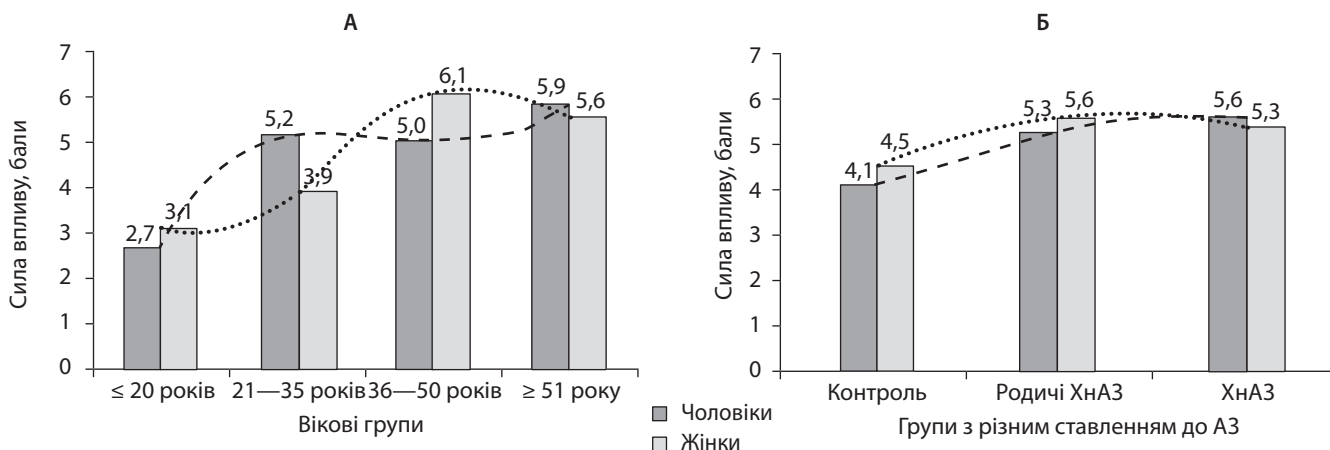 А
Сила впливу, бали
7
6
5
4
3
2
1
0
2,7
3,1
5,2
3,9
5,0
6,1
5,9
5,6
≤ 20 років
21—35 років
36—50 років
≥ 51 року
Вікові групи
Чоловіки
Жінки
Б
Сила впливу, бали
7
6
5
4
3
2
1
0
4,1
4,5
5,3
5,6
5,6
5,3
Контроль
Родичі ХнАЗ
ХнАЗ
Групи з різним ставленням до АЗ